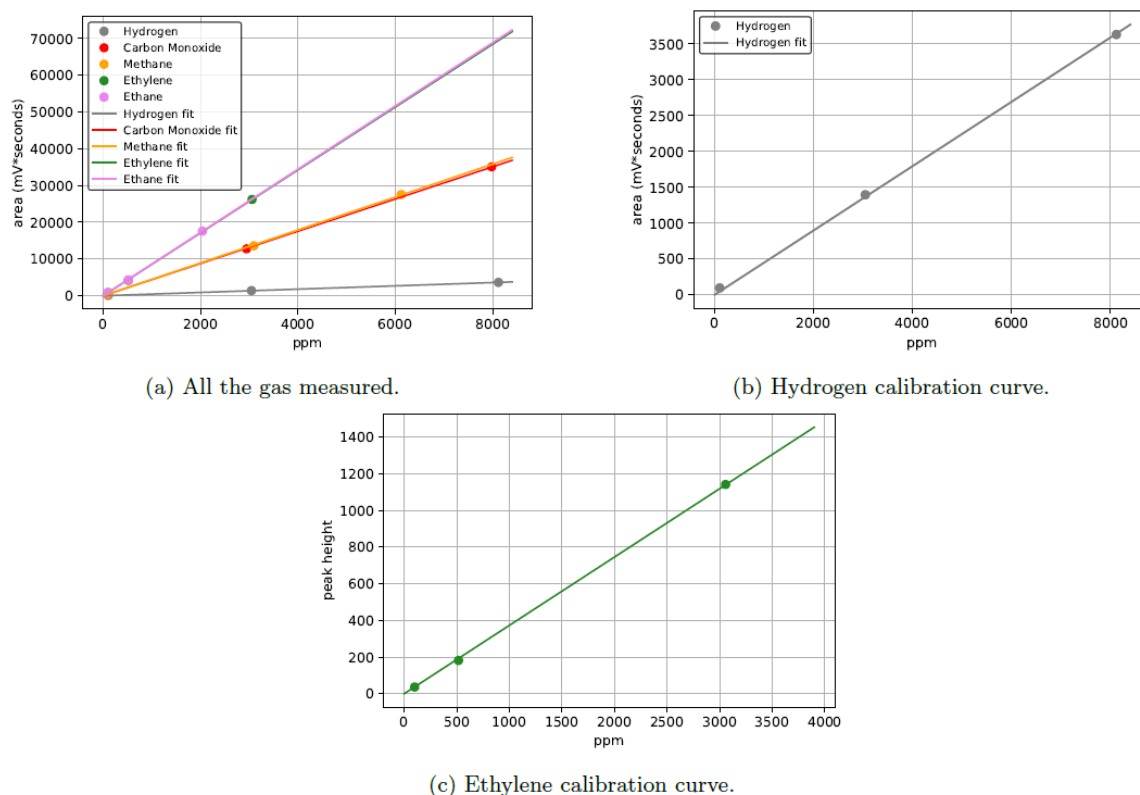 70000
60000
50000
40000
30000
20000
10000
0
area (mV*seconds)
Hydrogen
Carbon Monoxide
Methane
Ethylene
Ethane
Hydrogen fit
Carbon Monoxide fit
Methane fit
Ethylene fit
Ethane fit
0 2000 4000 6000 8000
ppm
(a) All the gas measured.
3500
3000
2500
2000
1500
1000
500
0
area (mV*seconds)
Hydrogen
Hydrogen fit
0 2000 4000 6000 8000
ppm
(b) Hydrogen calibration curve.
1400
1200
1000
800
600
400
200
0
peak height
0 500 1000 1500 2000 2500 3000 3500 4000
ppm
(c) Ethylene calibration curve.